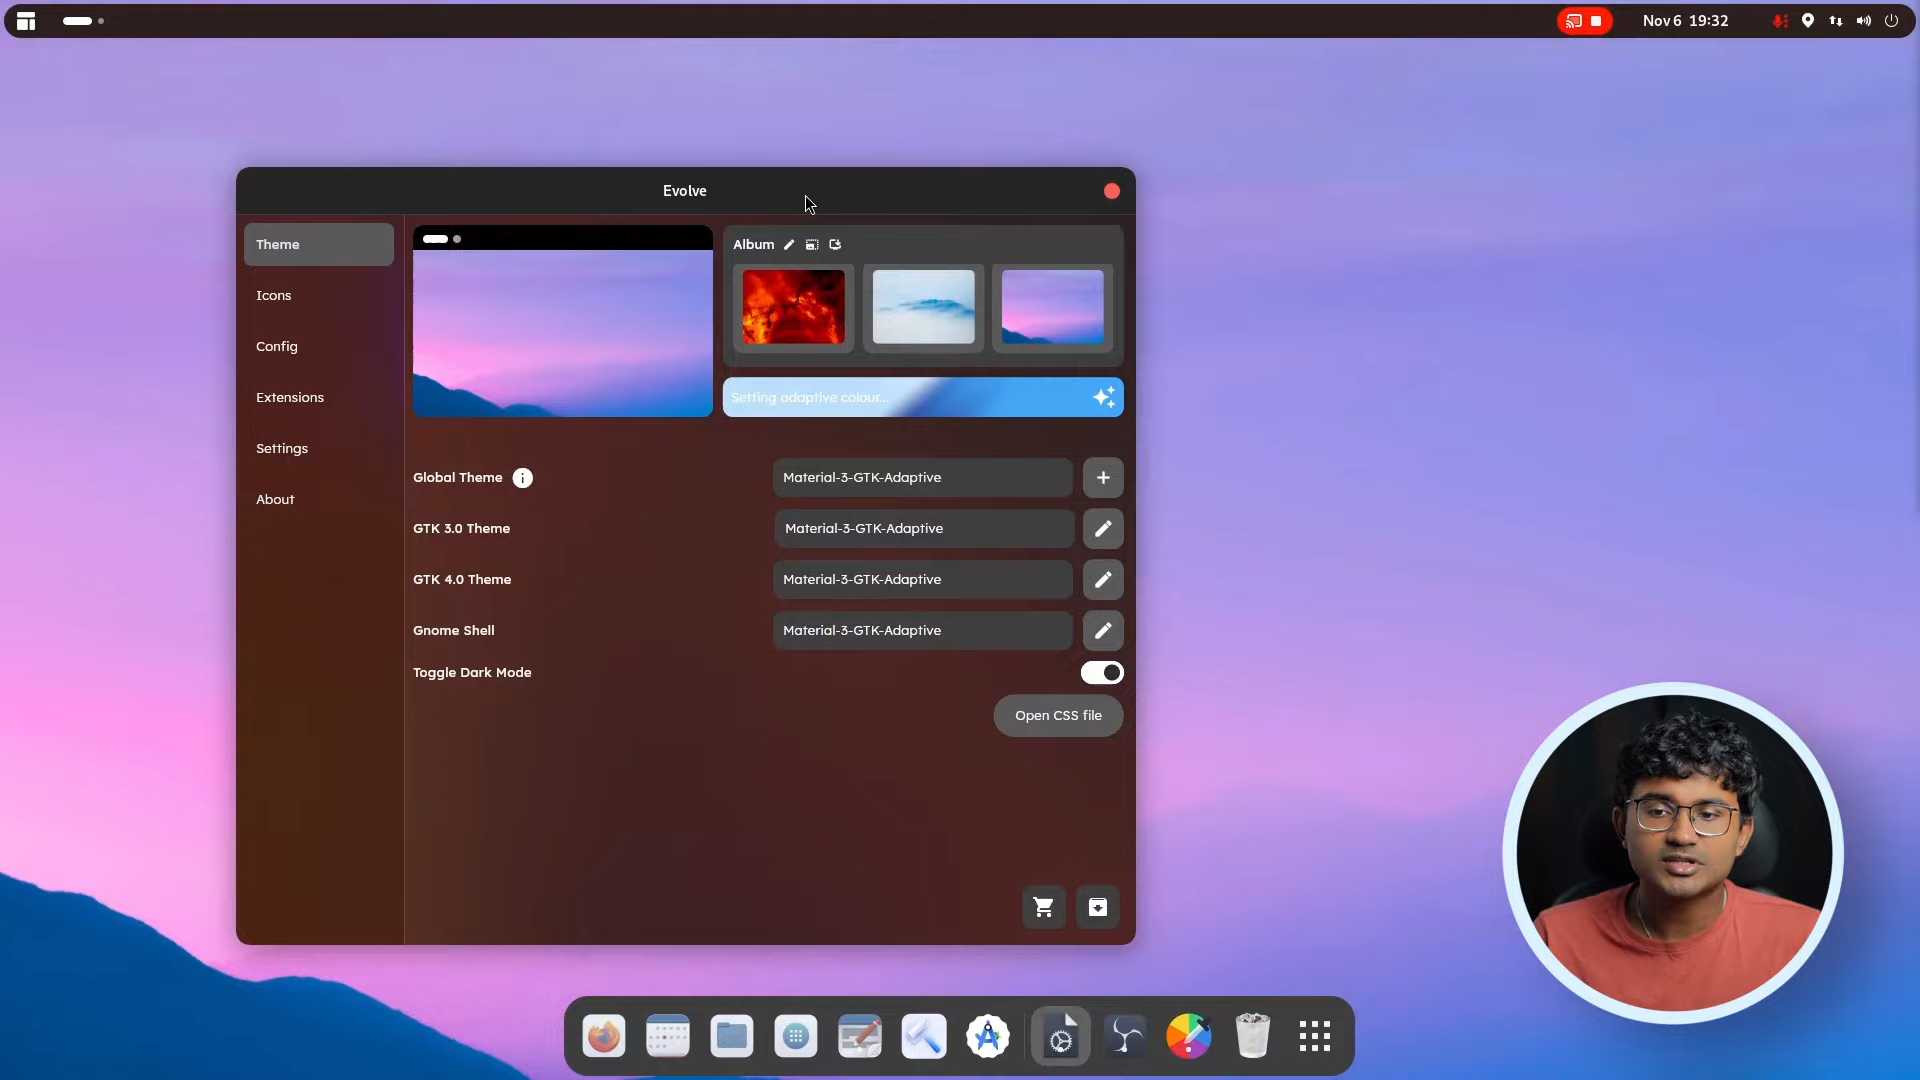 Nov 6 19:32
Evolve
Theme
Icons
Config
Extensions
Settings
About
Album
Setting adaptive colour...
Global Theme
Material-3-GTK-Adaptive
GTK 3.0 Theme
Material-3-GTK-Adaptive
GTK 4.0 Theme
Material-3-GTK-Adaptive
Gnome Shell
Material-3-GTK-Adaptive
Toggle Dark Mode
Open CSS file